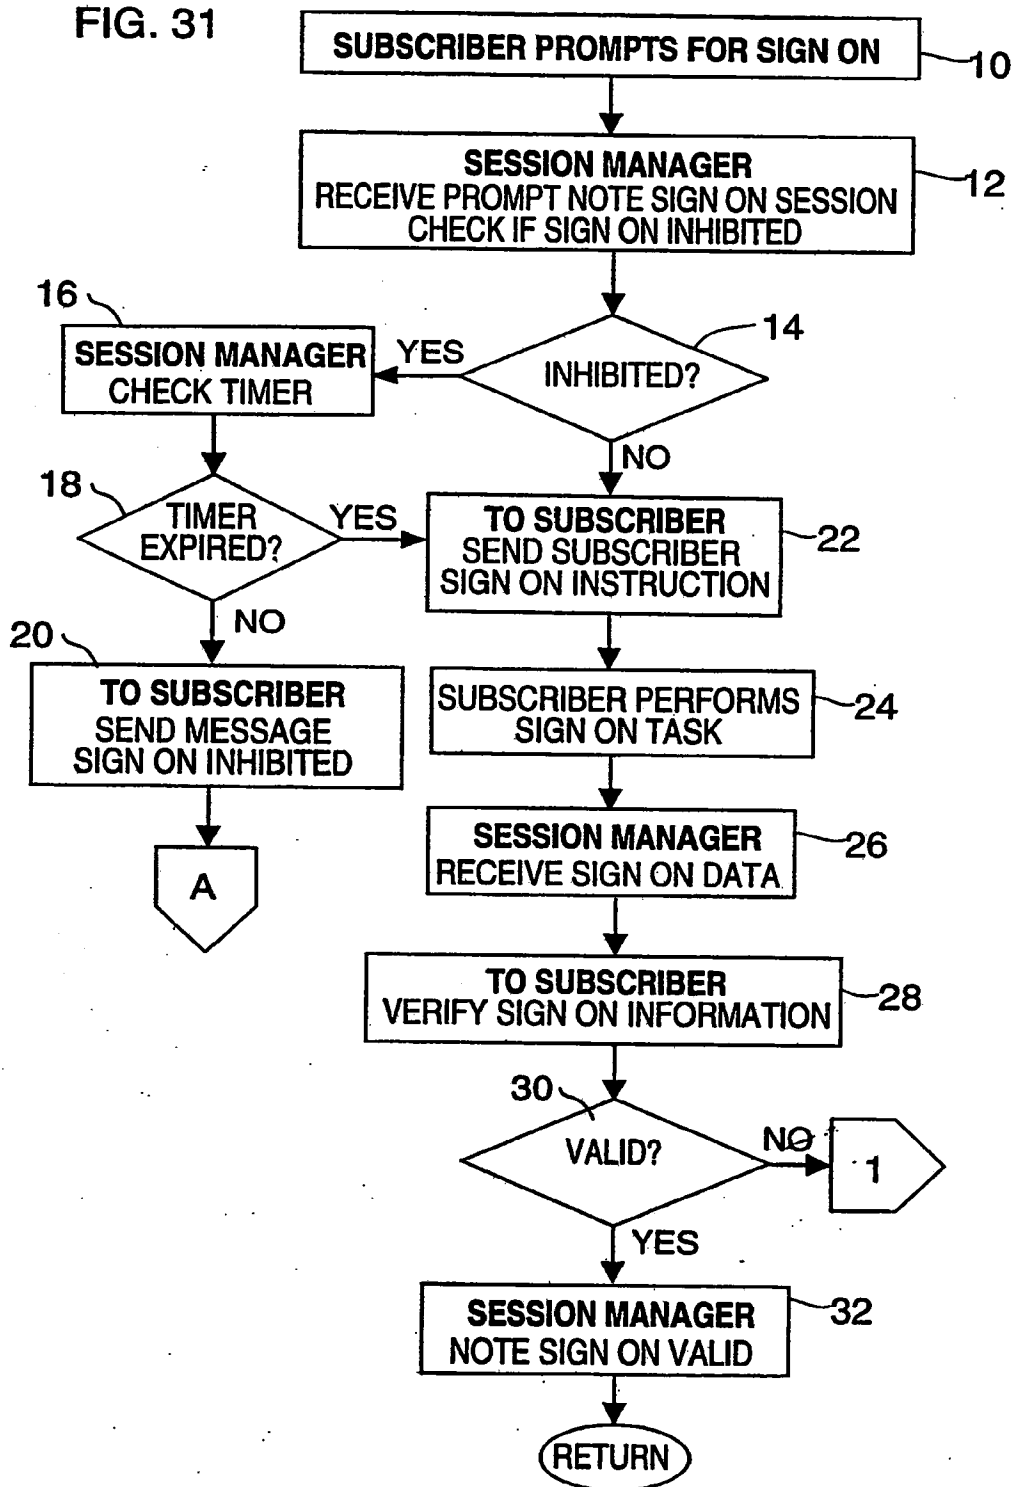 FIG. 31
SUBSCRIBER PROMPTS FOR SIGN ON
10
SESSION MANAGER
RECEIVE PROMPT NOTE SIGN ON SESSION
CHECK IF SIGN ON INHIBITED
12
14
INHIBITED?
YES
NO
16
SESSION MANAGER
CHECK TIMER
18
TIMER
EXPIRED?
YES
NO
20
TO SUBSCRIBER
SEND MESSAGE
SIGN ON INHIBITED
A
TO SUBSCRIBER
SEND SUBSCRIBER
SIGN ON INSTRUCTION
22
SUBSCRIBER PERFORMS
SIGN ON TASK
24
SESSION MANAGER
RECEIVE SIGN ON DATA
26
TO SUBSCRIBER
VERIFY SIGN ON INFORMATION
28
30
VALID?
NO
1
YES
SESSION MANAGER
NOTE SIGN ON VALID
32
RETURN